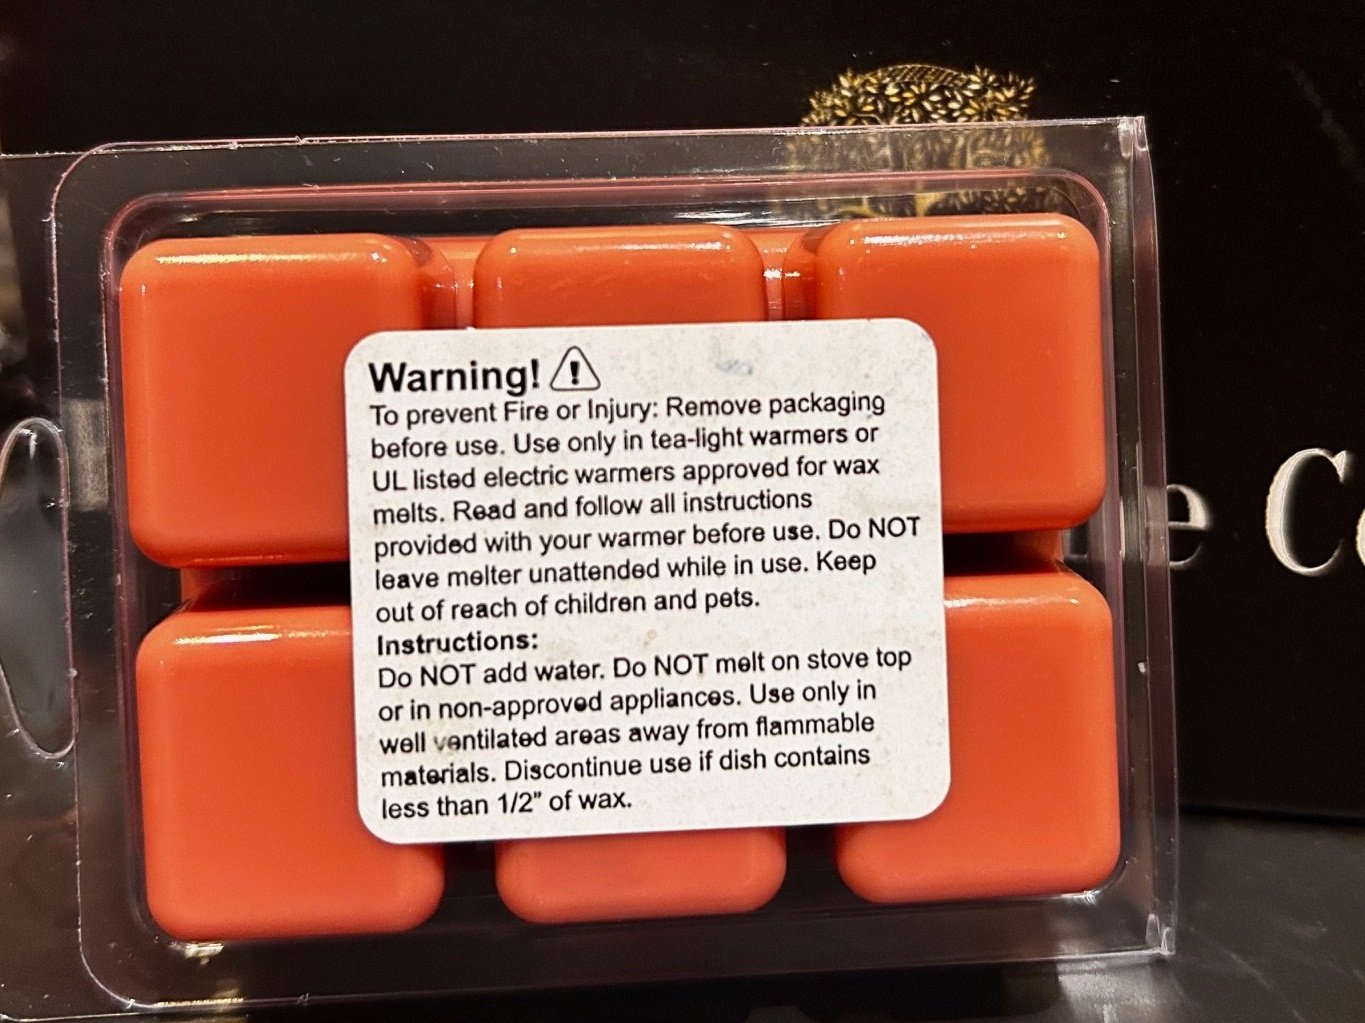 Warning!
To prevent Fire or Injury: Remove packaging
before use. Use only in tea-light warmers or
UL listed electric warmers approved for wax
melts. Read and follow all instructions
provided with your warmer before use. Do NOT
leave melter unattended while in use. Keep
out of reach of children and pets.
Instructions:
Do NOT add water. Do NOT melt on stove top
or in non-approved appliances. Use only in
well ventilated areas away from flammable
materials. Discontinue use if dish contains
less than 1/2” of wax.